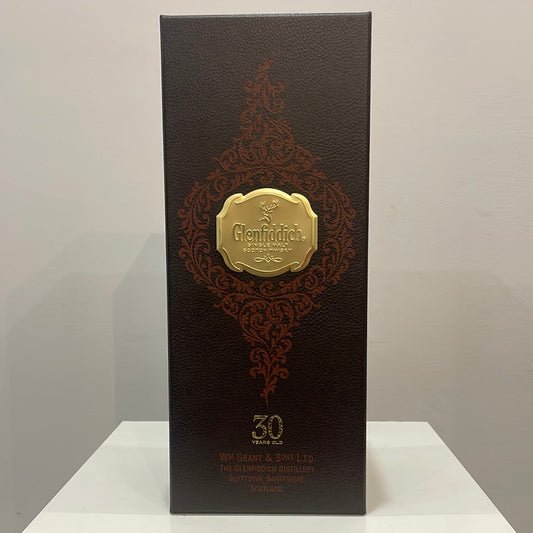 Glenfiddich®
SINGLE MALT
SCOTCH WHISKY
30
YEARS OLD
WM GRANT & SONS LTD.
THE GLENFIDDICH DISTILLERY
DUFFTOWN, BANFFSHIRE,
SCOTLAND